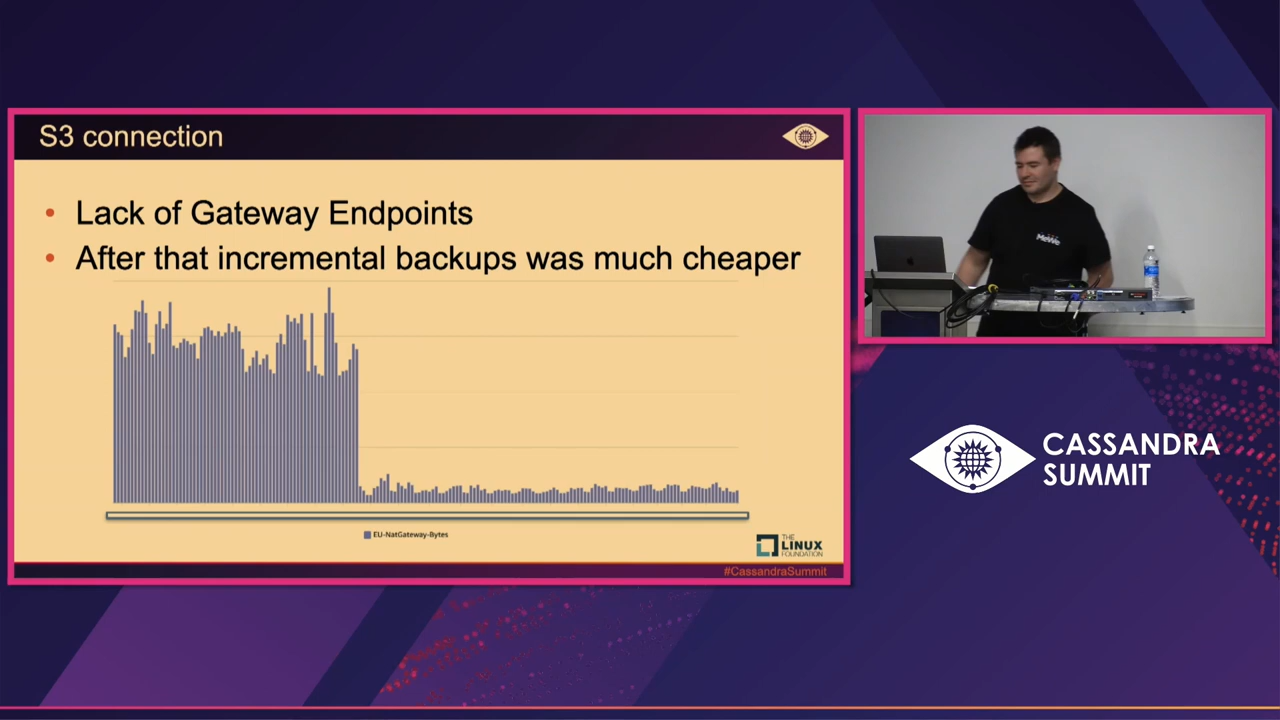 S3 connection
• Lack of Gateway Endpoints
• After that incremental backups was much cheaper
EU-NatGateway-Bytes
THE
LINUX
FOUNDATION
#CassandraSummit
MeWe
CASSANDRA
SUMMIT